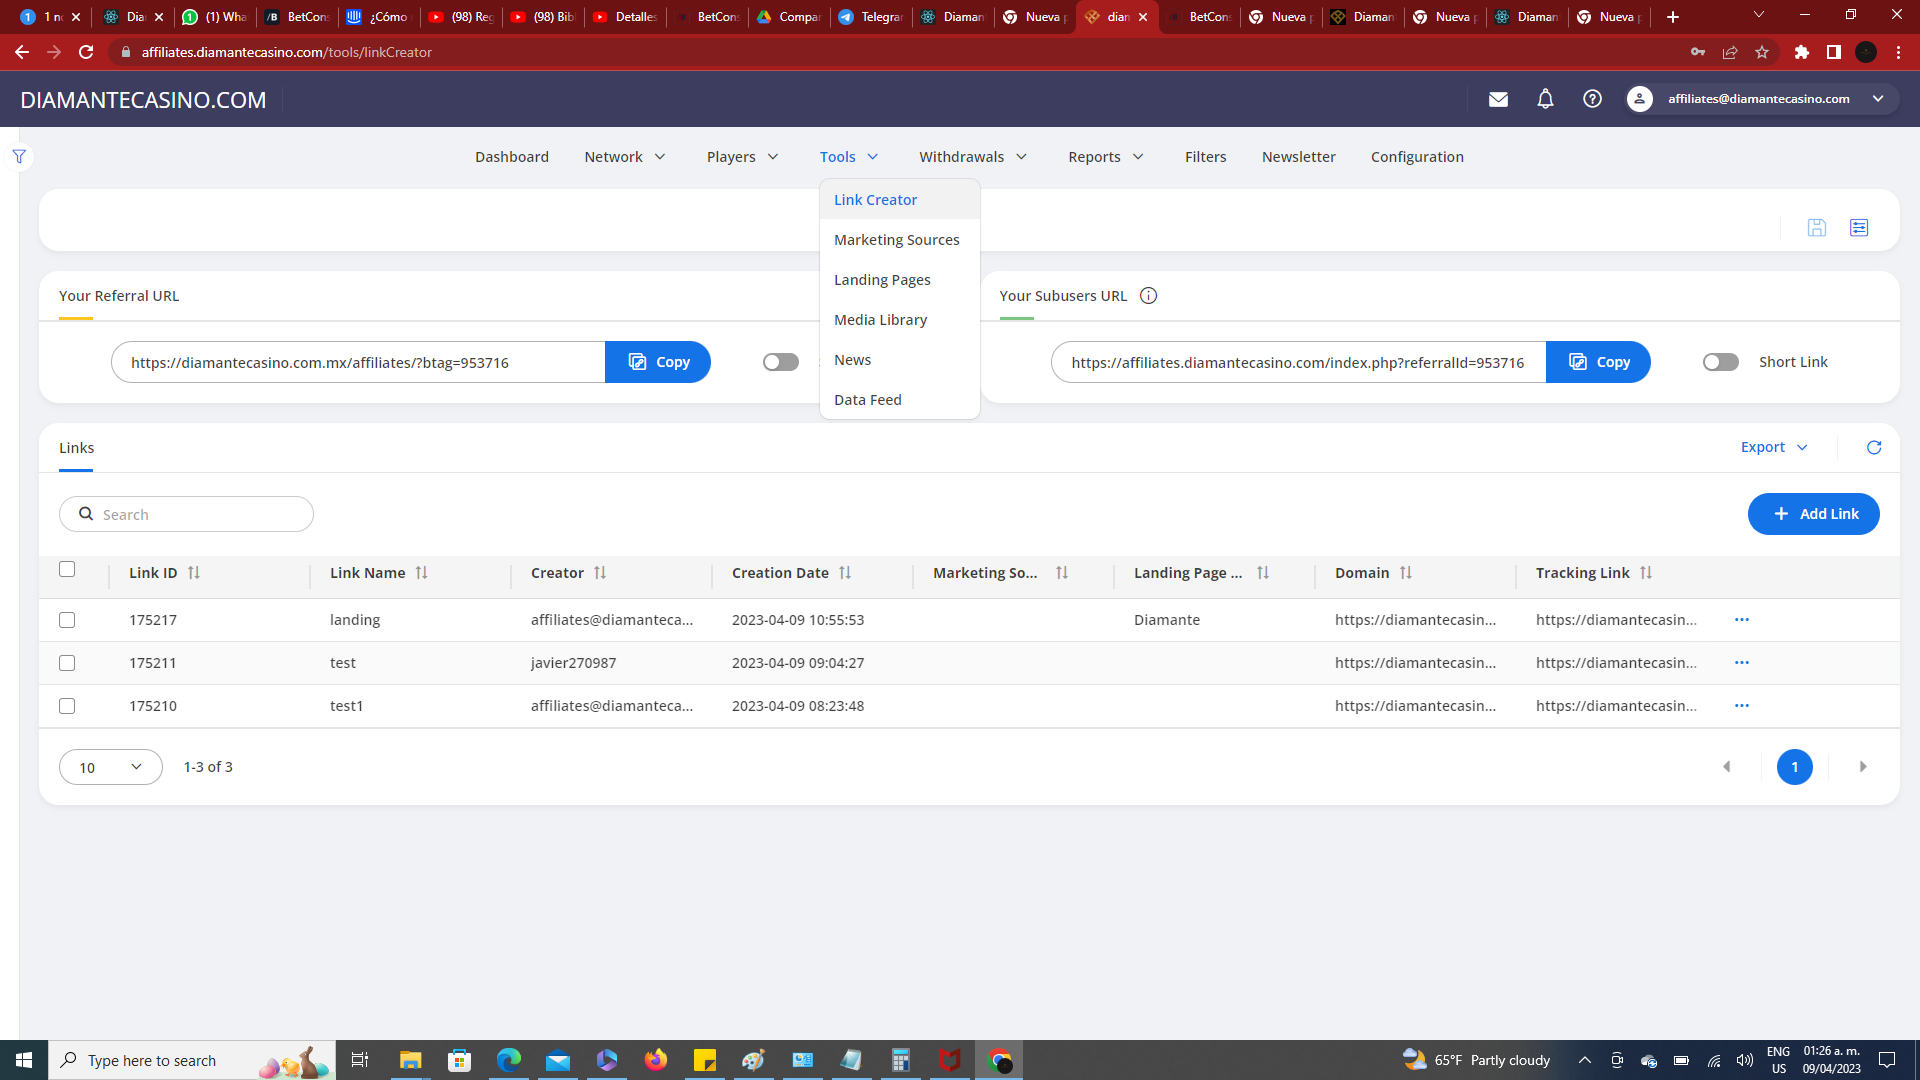 1 no
Dia
(1) Wha
BetCons
¿Cómo
(98) Reg
(98) Bib
Detalles
BetCons
Compar
Telegrar
Diaman
Nueva p
dian
BetCons
Nueva p
Diaman
Nueva p
Diaman
Nueva p
affiliates.diamantecasino.com/tools/linkCreator
DIAMANTECASINO.COM
affiliates@diamantecasino.com
Dashboard
Network
Players
Tools
Withdrawals
Reports
Filters
Newsletter
Configuration
Link Creator
Marketing Sources
Landing Pages
Media Library
News
Data Feed
Your Referral URL
https://diamantecasino.com.mx/affiliates/?btag=953716
Copy
Your Subusers URL
https://affiliates.diamantecasino.com/index.php?referralId=953716
Copy
Short Link
Links
Export
Search
Add Link
Link ID
Link Name
Creator
Creation Date
Marketing So...
Landing Page ...
Domain
Tracking Link
175217 landing affiliates@diamanteca... 2023-04-09 10:55:53 Diamante https://diamantecasin... https://diamantecasin... ...
175211 test javier270987 2023-04-09 09:04:27 https://diamantecasin... https://diamantecasin... ...
175210 test1 affiliates@diamanteca... 2023-04-09 08:23:48 https://diamantecasin... https://diamantecasin... ...
10
1-3 of 3
1
Type here to search
65°F Partly cloudy
ENG
US
01:26 a. m.
09/04/2023